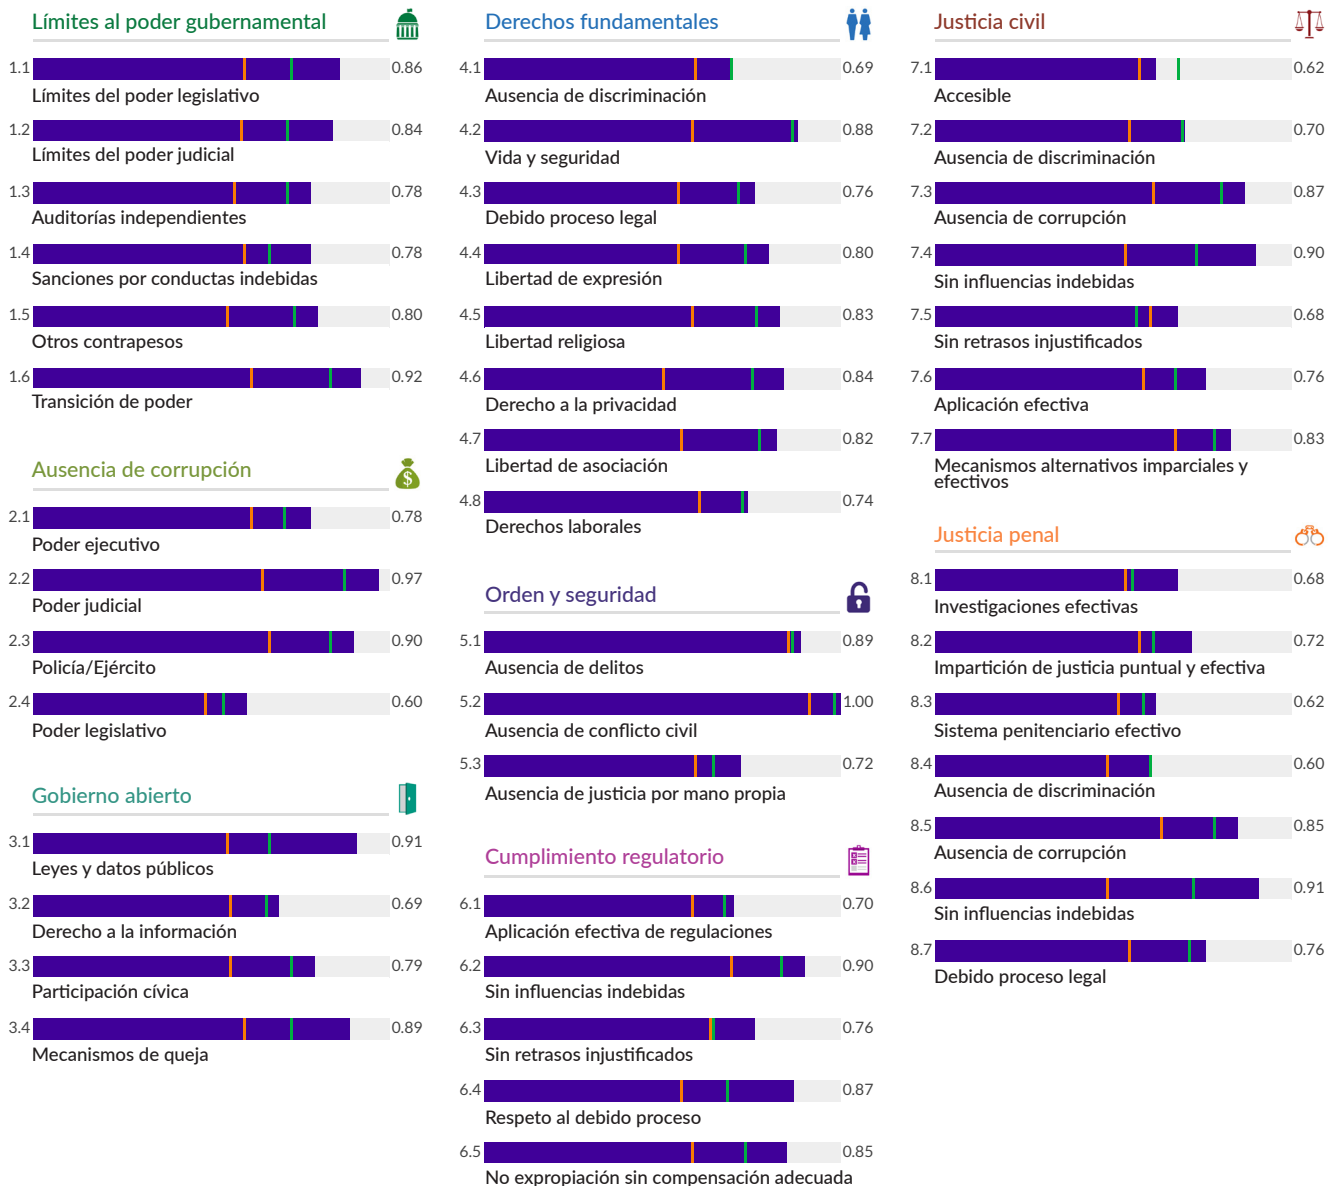 Límites al poder gubernamental
1.1 0.86
Límites del poder legislativo
1.2 0.84
Límites del poder judicial
1.3 0.78
Auditorías independientes
1.4 0.78
Sanciones por conductas indebidas
1.5 0.80
Otros contrapesos
1.6 0.92
Transición de poder
Ausencia de corrupción
$
2.1 0.78
Poder ejecutivo
2.2 0.97
Poder judicial
2.3 0.90
Policía/Ejército
2.4 0.60
Poder legislativo
Gobierno abierto
3.1 0.91
Leyes y datos públicos
3.2 0.69
Derecho a la información
3.3 0.79
Participación cívica
3.4 0.89
Mecanismos de queja
Derechos fundamentales
4.1 0.69
Ausencia de discriminación
4.2 0.88
Vida y seguridad
4.3 0.76
Debido proceso legal
4.4 0.80
Libertad de expresión
4.5 0.83
Libertad religiosa
4.6 0.84
Derecho a la privacidad
4.7 0.82
Libertad de asociación
4.8 0.74
Derechos laborales
Orden y seguridad
5.1 0.89
Ausencia de delitos
5.2 1.00
Ausencia de conflicto civil
5.3 0.72
Ausencia de justicia por mano propia
Cumplimiento regulatorio
6.1 0.70
Aplicación efectiva de regulaciones
6.2 0.90
Sin influencias indebidas
6.3 0.76
Sin retrasos injustificados
6.4 0.87
Respeto al debido proceso
6.5 0.85
No expropiación sin compensación adecuada
Justicia civil
7.1 0.62
Accesible
7.2 0.70
Ausencia de discriminación
7.3 0.87
Ausencia de corrupción
7.4 0.90
Sin influencias indebidas
7.5 0.68
Sin retrasos injustificados
7.6 0.76
Aplicación efectiva
7.7 0.83
Mecanismos alternativos imparciales y
efectivos
Justicia penal
8.1 0.68
Investigaciones efectivas
8.2 0.72
Impartición de justicia puntual y efectiva
8.3 0.62
Sistema penitenciario efectivo
8.4 0.60
Ausencia de discriminación
8.5 0.85
Ausencia de corrupción
8.6 0.91
Sin influencias indebidas
8.7 0.76
Debido proceso legal